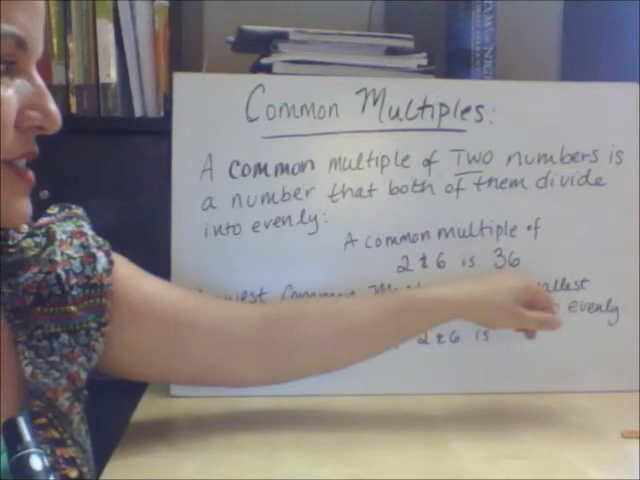 Common Multiples:
A common multiple of Two numbers is
a number that both of them divide
into evenly:
A common multiple of
2 & 6 is 36
Common allest
evenly
2 & 6 is